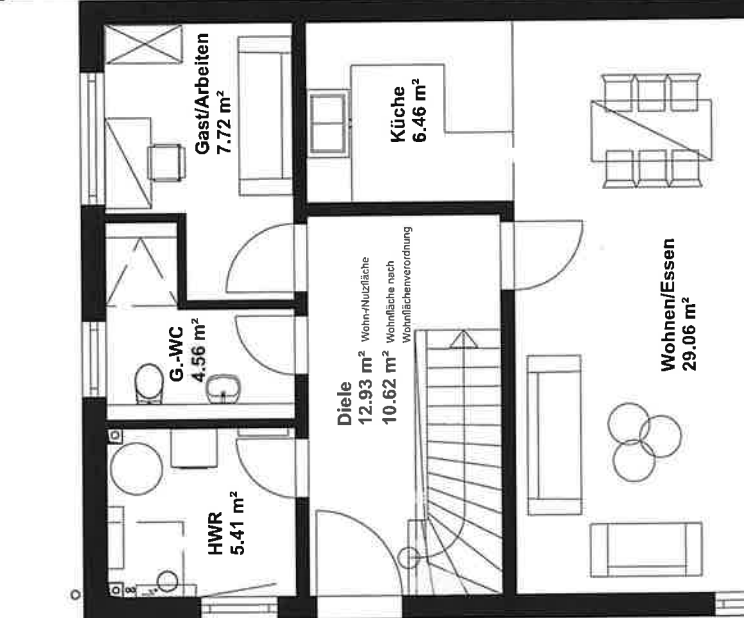 Gast/Arbeiten
7.72 m²
Küche
6.46 m²
G.-WC
4.56 m²
Diele
12.93 m² Wohn-/Nutzfläche
10.62 m² Wohnfläche nach
Wohnflächenverordnung
Wohnen/Essen
29.06 m²
HWR
5.41 m²